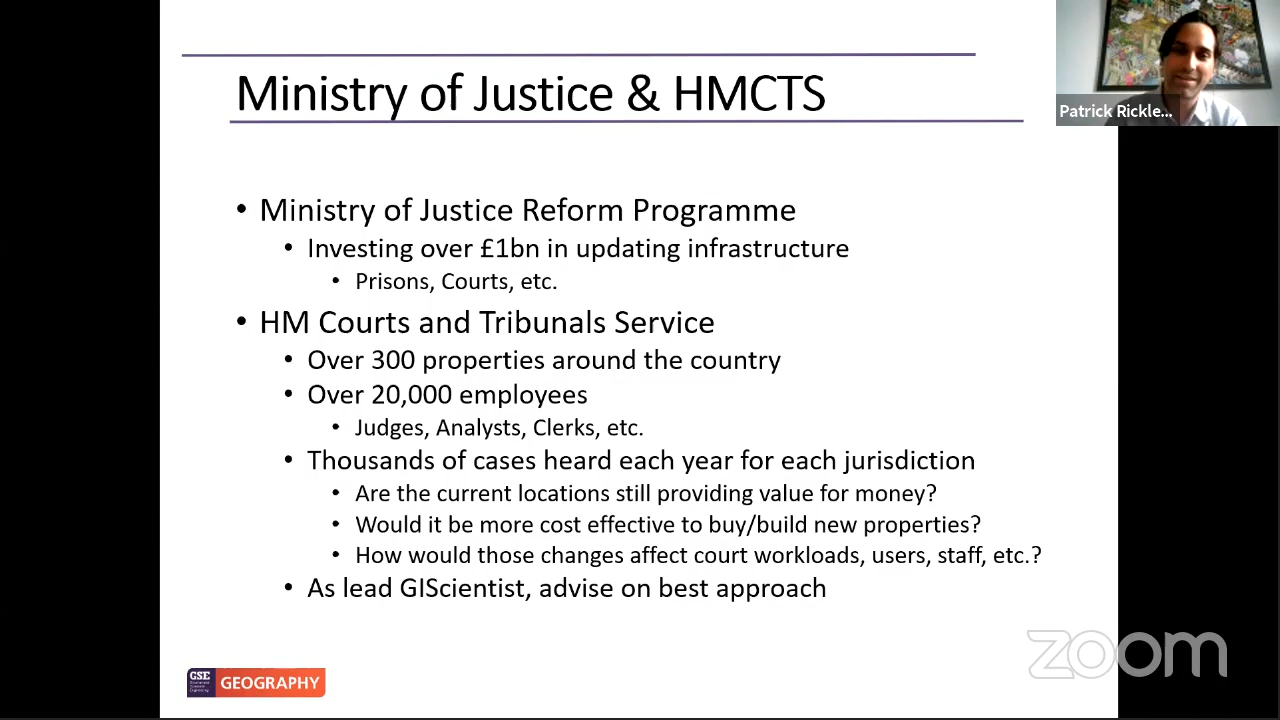 Ministry of Justice & HMCTS
Patrick Rickle...
• Ministry of Justice Reform Programme
• Investing over £1bn in updating infrastructure
• Prisons, Courts, etc.
• HM Courts and Tribunals Service
• Over 300 properties around the country
• Over 20,000 employees
• Judges, Analysts, Clerks, etc.
• Thousands of cases heard each year for each jurisdiction
• Are the current locations still providing value for money?
• Would it be more cost effective to buy/build new properties?
• How would those changes affect court workloads, users, staff, etc.?
• As lead GIScientist, advise on best approach
GSE
GEOGRAPHY
zoom